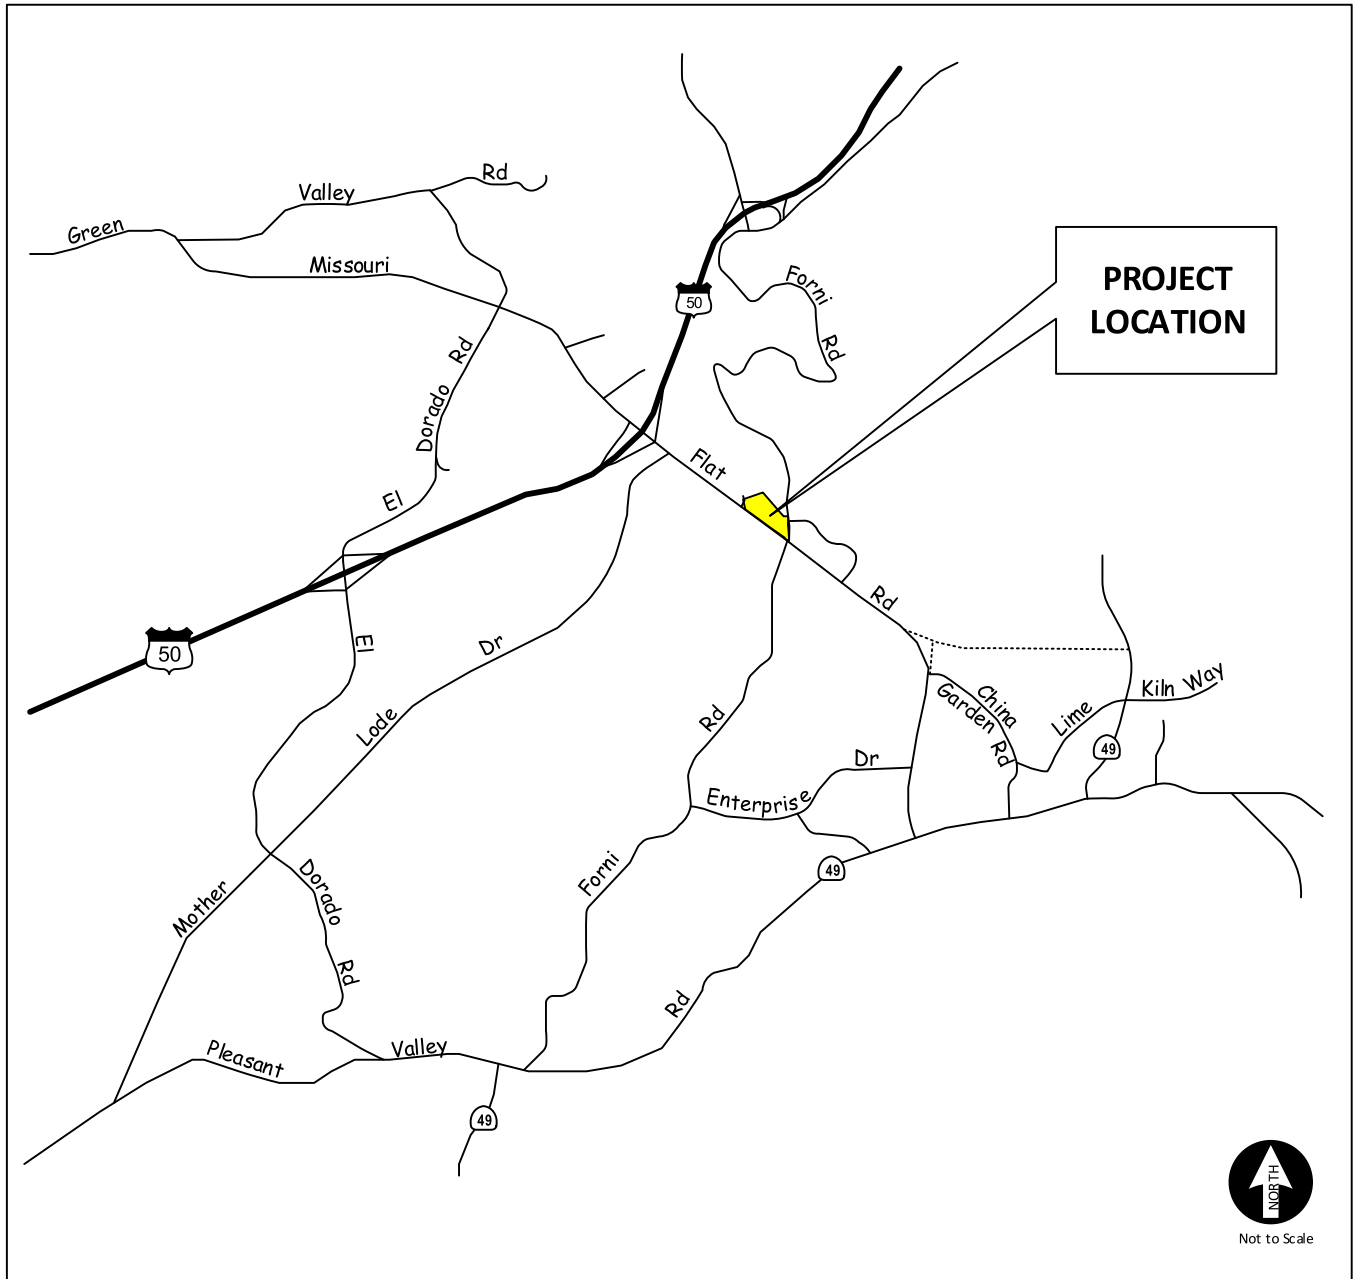 Rd
Valley
Green
Missouri
Forni
Rd
50
PROJECT
LOCATION
Dorado Rd
Flat
El
Rd
50
El
Dr
Lode
China
Garden Rd
Lime
Kiln Way
49
Rd
Dr
Enterprise
Forni
49
Mother
Dorado
Rd
Rd
Pleasant
Valley
49
NORTH
Not to Scale